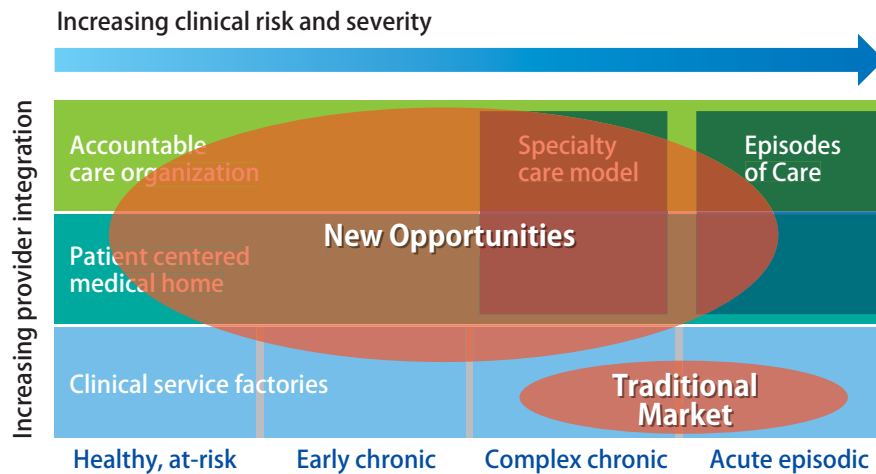 Increasing clinical risk and severity
Increasing provider integration
Accountable
care organization
Specialty
care model
Episodes
of Care
New Opportunities
Patient centered
medical home
Clinical service factories
Traditional
Market
Healthy, at-risk
Early chronic
Complex chronic
Acute episodic